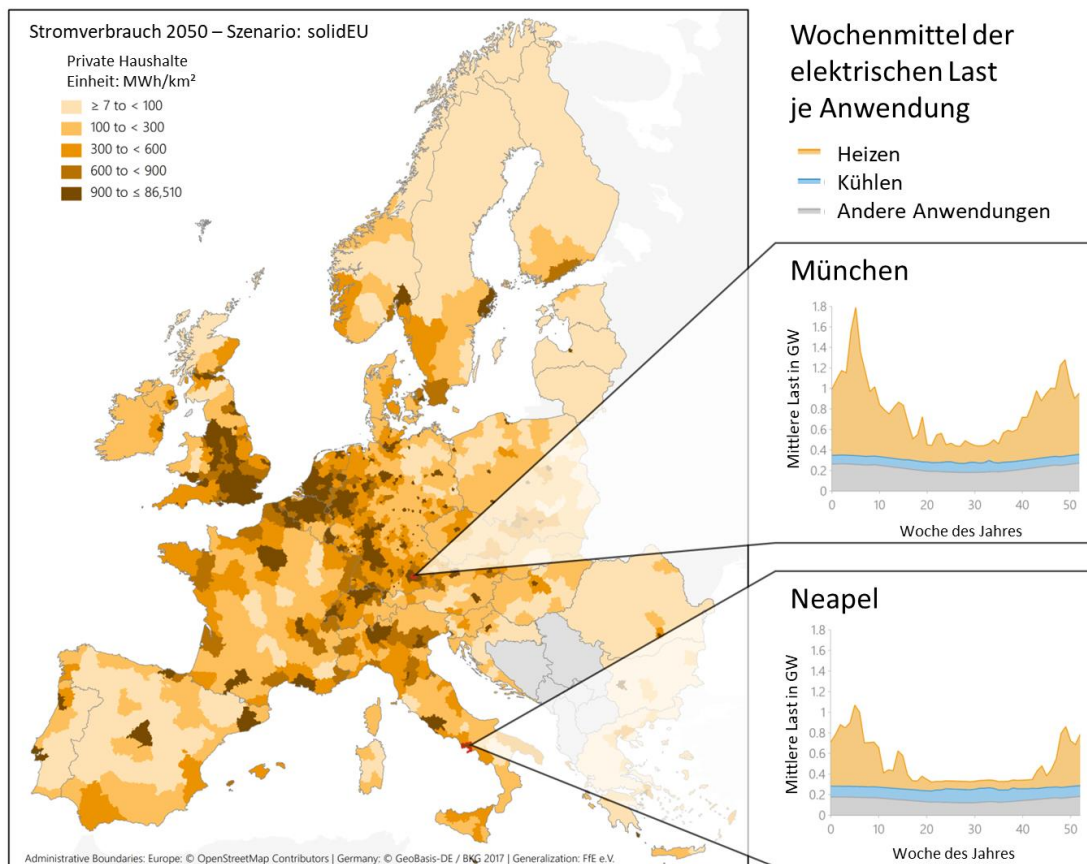 Stromverbrauch 2050 – Szenario: solidEU
Private Haushalte
Einheit: MWh/km²
≥ 7 to < 100
100 to < 300
300 to < 600
600 to < 900
900 to ≤ 86,510
Administrative Boundaries: Europe: © OpenStreetMap Contributors | Germany: © GeoBasis-DE / BKG 2017 | Generalization: FfE e.V.
Wochenmittel der
elektrischen Last
je Anwendung
Heizen
Kühlen
Andere Anwendungen
München
Mittlere Last in GW
1.8
1.6
1.4
1.2
1
0.8
0.6
0.4
0.2
0
0 10 20 30 40 50
Woche des Jahres
Neapel
Mittlere Last in GW
1.8
1.6
1.4
1.2
1
0.8
0.6
0.4
0.2
0
0 10 20 30 40 50
Woche des Jahres